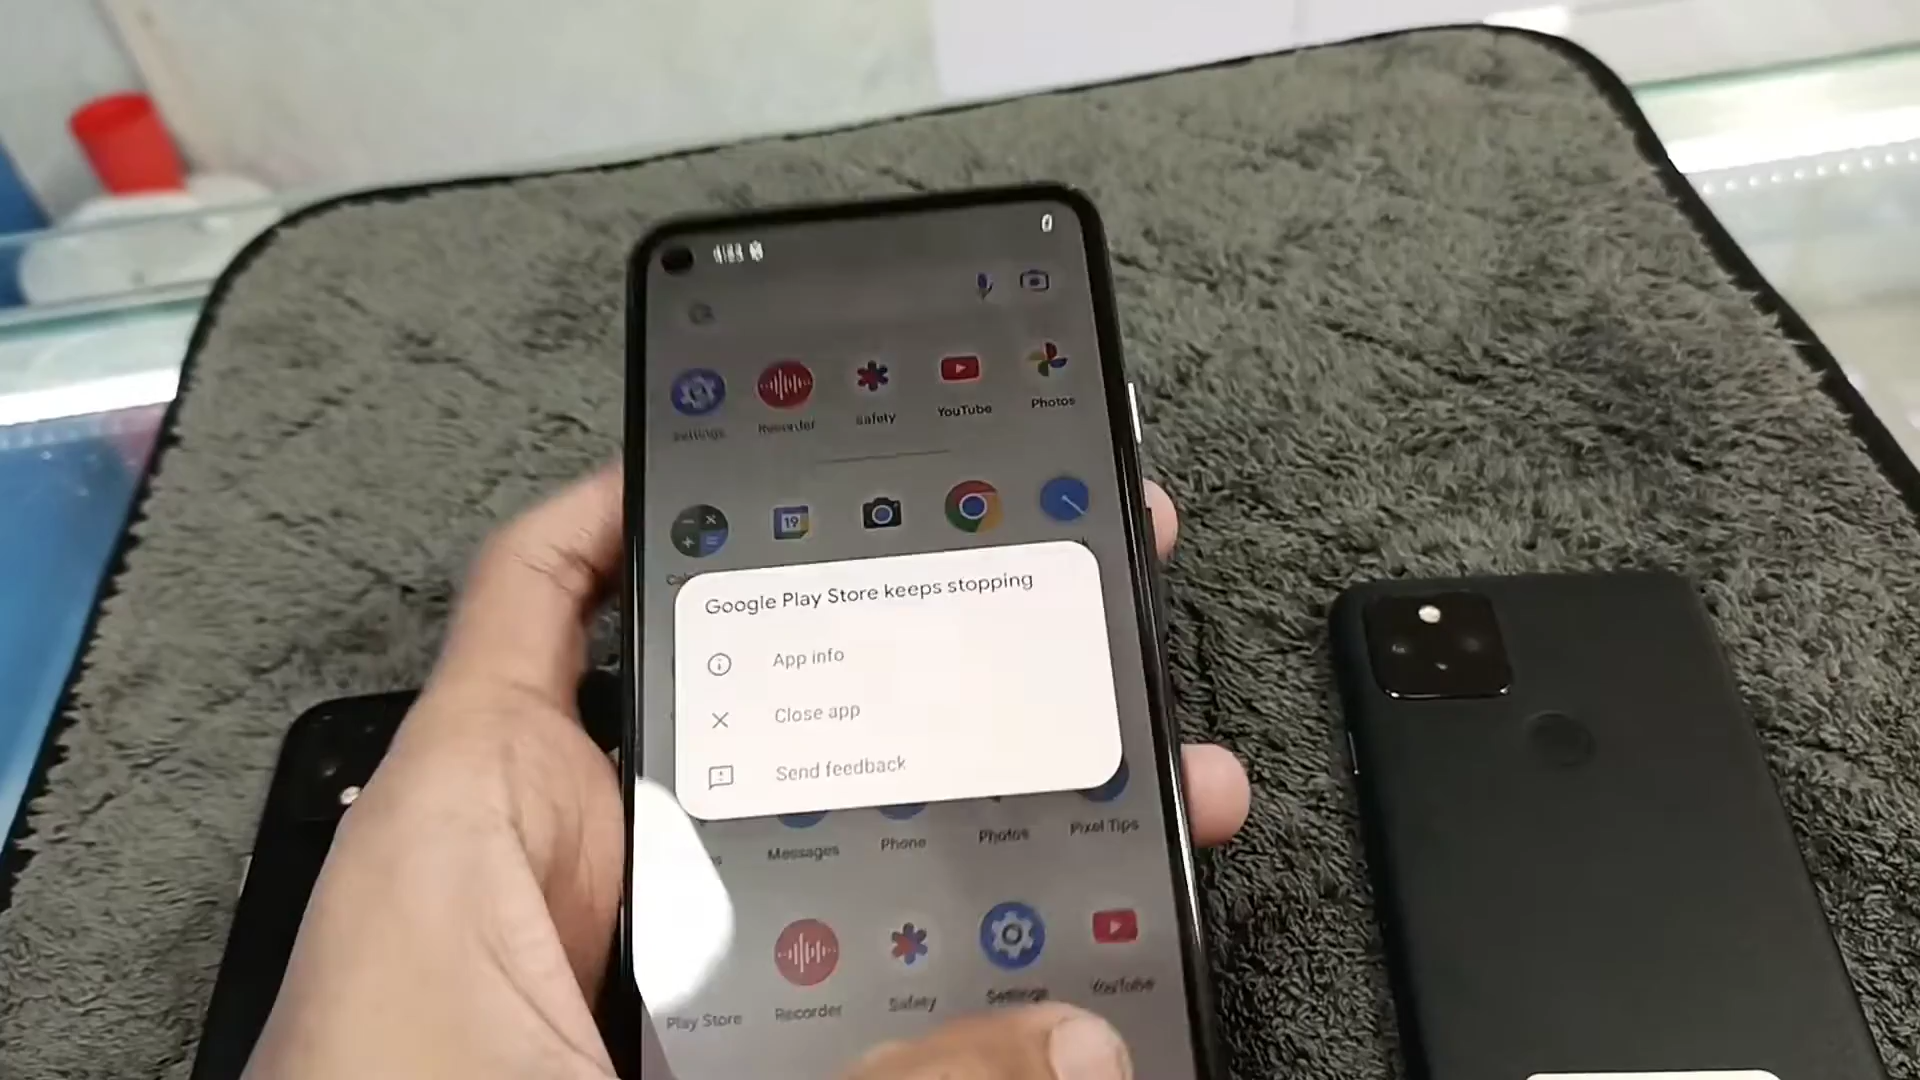 Settings
Recorder
Safety
YouTube
Photos
19
Google Play Store keeps stopping
App info
Close app
Send feedback
Messages
Phone
Photos
Pixel Tips
Play Store
Recorder
Safety
Settings
YouTube